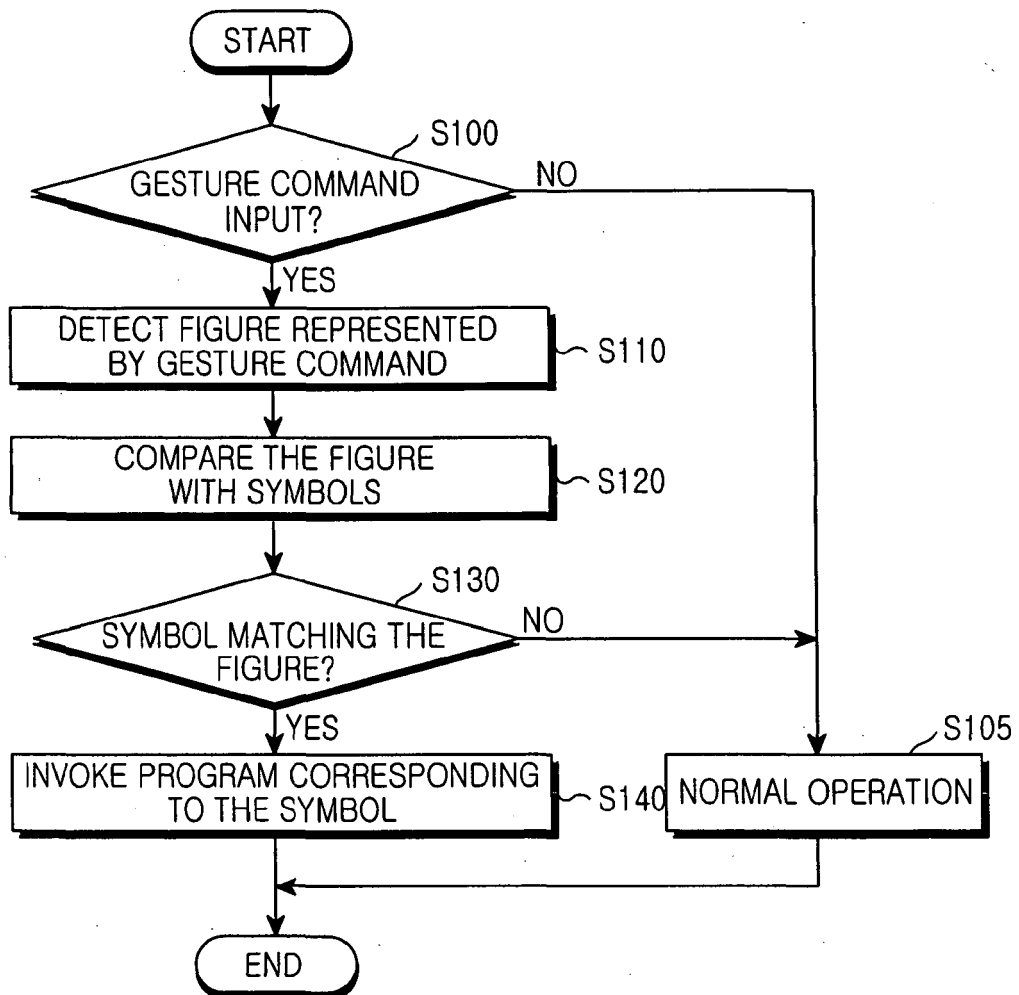 START
S100
GESTURE COMMAND
INPUT?
NO
YES
DETECT FIGURE REPRESENTED
BY GESTURE COMMAND
S110
COMPARE THE FIGURE
WITH SYMBOLS
S120
S130
SYMBOL MATCHING THE
FIGURE?
NO
YES
S105
INVOKE PROGRAM CORRESPONDING
TO THE SYMBOL
S140
NORMAL OPERATION
END